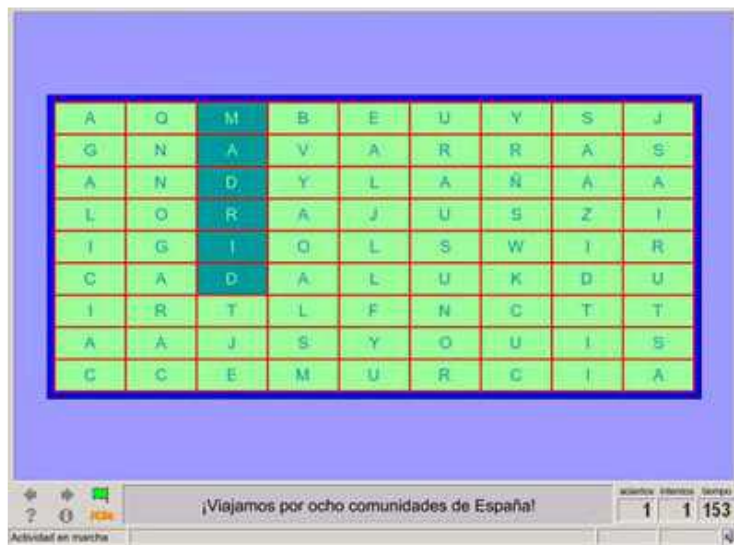 A Q M B E U Y S J
G N A V A R R A S
A N D Y L A Ñ A A
L O R A J U S Z I
I G I O L S W I R
C A D A L U K D U
I R T L F N C T T
A A J S Y O U I S
C C E M U R C I A
¡Viajamos por ocho comunidades de España!
aciertos intentos tiempo
1 1 153
?
Actividad en marcha